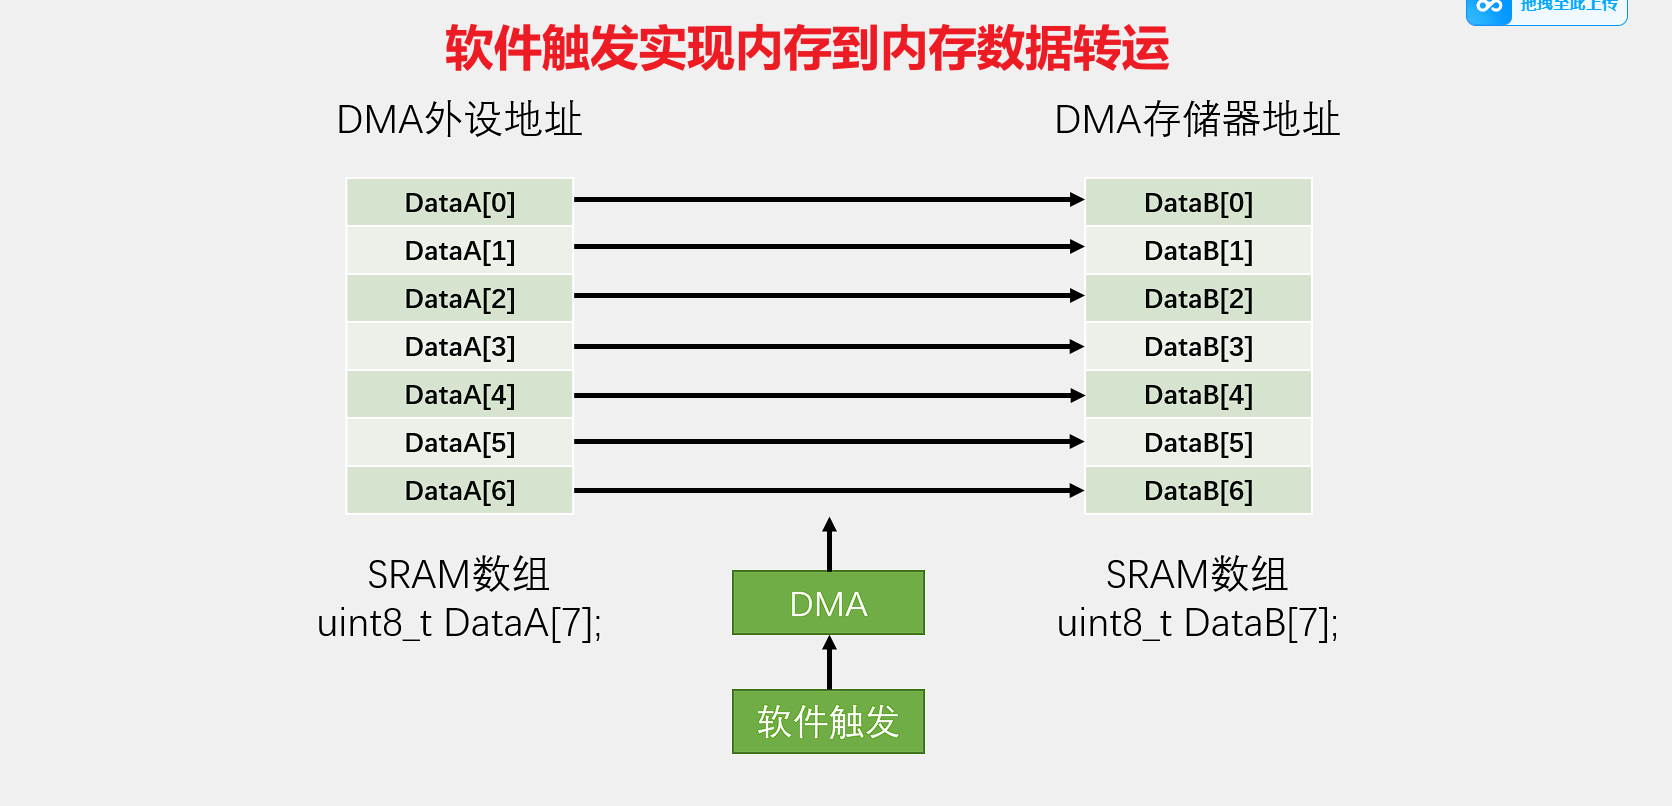 拖拽至此上传
软件触发实现内存到内存数据转运
DMA外设地址
DMA存储器地址
DataA[0]
DataB[0]
DataA[1]
DataB[1]
DataA[2]
DataB[2]
DataA[3]
DataB[3]
DataA[4]
DataB[4]
DataA[5]
DataB[5]
DataA[6]
DataB[6]
SRAM数组
uint8_t DataA[7];
SRAM数组
uint8_t DataB[7];
DMA
软件触发